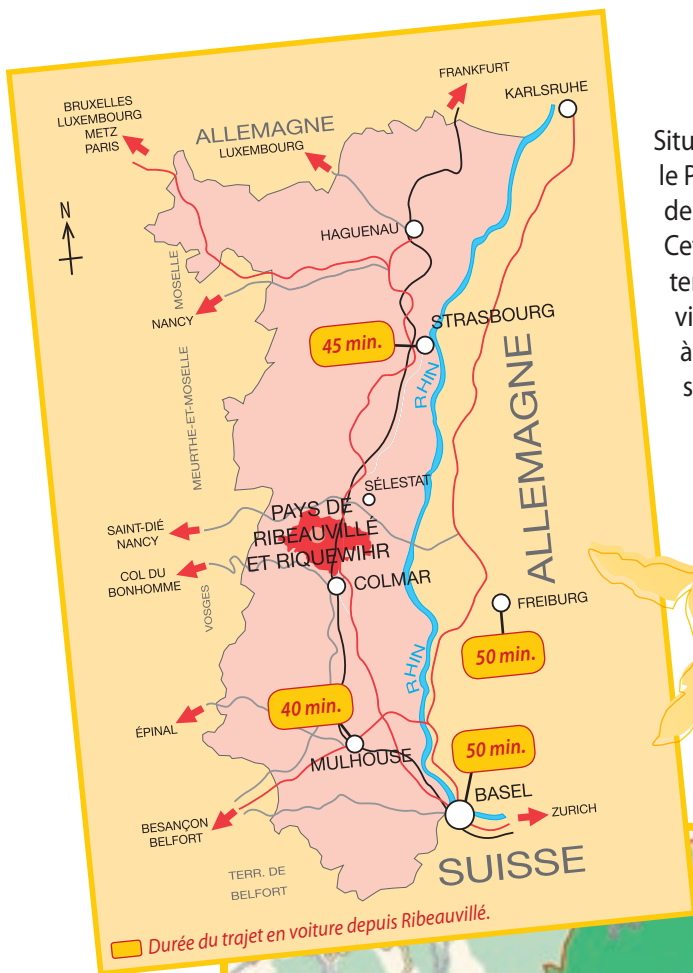 FRANKFURT
KARLSRUHE
BRUXELLES
LUXEMBOURG
METZ
PARIS
ALLEMAGNE
LUXEMBOURG
N
HAGUENAU
MOSELLE
NANCY
STRASBOURG
45 min.
RHIN
MEURTHE-ET-MOSELLE
ALLEMAGNE
SÉLESTAT
PAYS DE
RIBEAUVILLÉ
ET RIQUEWIHR
SAINT-DIÉ
NANCY
COL DU
BONHOMME
COLMAR
VOSGES
FREIBURG
50 min.
RHIN
40 min.
ÉPINAL
MULHOUSE
50 min.
BASEL
ZURICH
BESANÇON
BELFORT
SUISSE
TERR. DE
BELFORT
Durée du trajet en voiture depuis Ribeauvillé.
Situ
le P
de
Ce
ter
vi
à
s